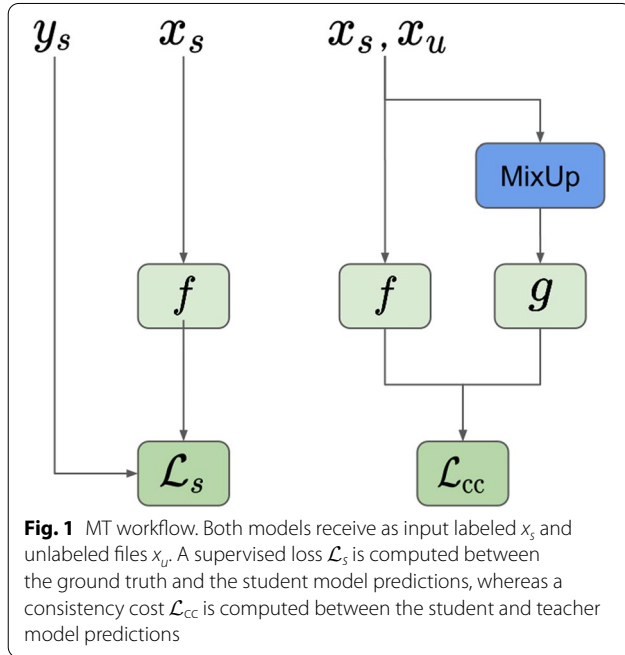 y_s x_s x_s, x_u
MixUp
f f g
ℒ_s ℒ_cc
Fig. 1 MT workflow. Both models receive as input labeled x_s and
unlabeled files x_u. A supervised loss ℒ_s is computed between
the ground truth and the student model predictions, whereas a
consistency cost ℒ_cc is computed between the student and teacher
model predictions